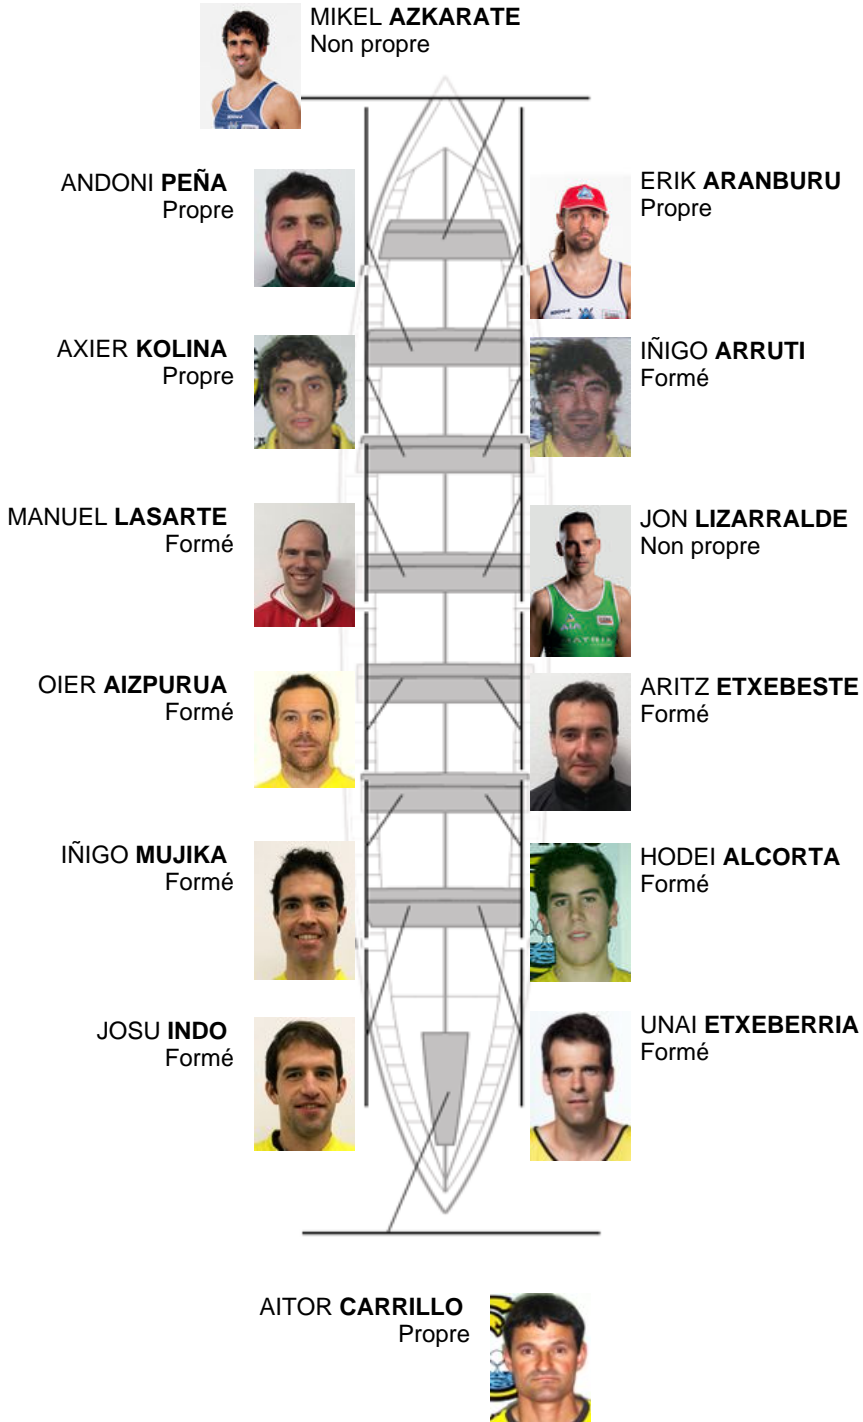 MIKEL AZKARATE
Non propre
ANDONI PEÑA
Propre
ERIK ARANBURU
Propre
AXIER KOLINA
Propre
IÑIGO ARRUTI
Formé
MANUEL LASARTE
Formé
JON LIZARRALDE
Non propre
OIER AIZPURUA
Formé
ARITZ ETXEBESTE
Formé
IÑIGO MUJIKA
Formé
HODEI ALCORTA
Formé
JOSU INDO
Formé
UNAI ETXEBERRIA
Formé
AITOR CARRILLO
Propre